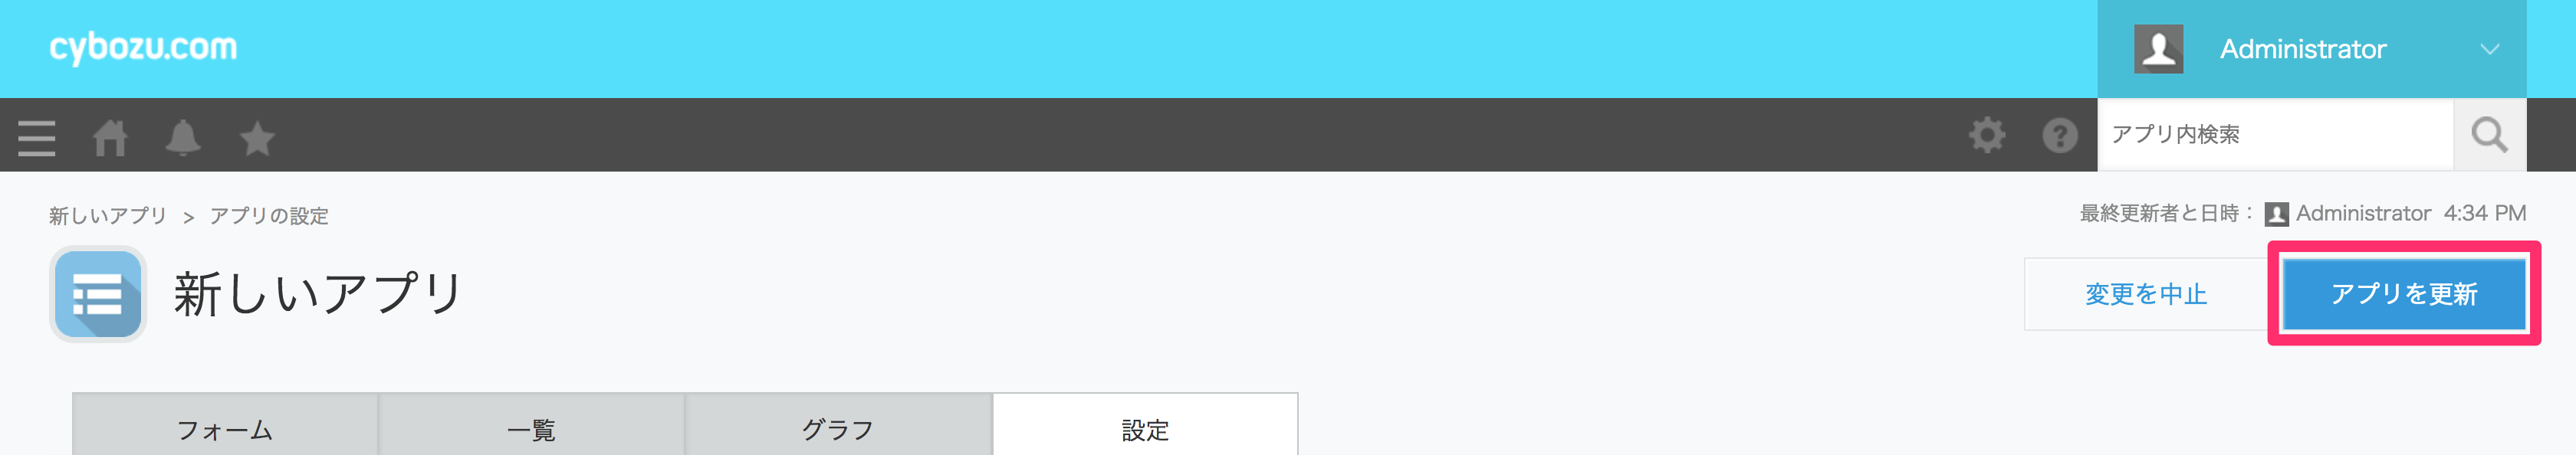 cybozu.com
Administrator
アプリ内検索
新しいアプリ > アプリの設定
最終更新者と日時： Administrator 4:34 PM
新しいアプリ
変更を中止
アプリを更新
フォーム
一覧
グラフ
設定